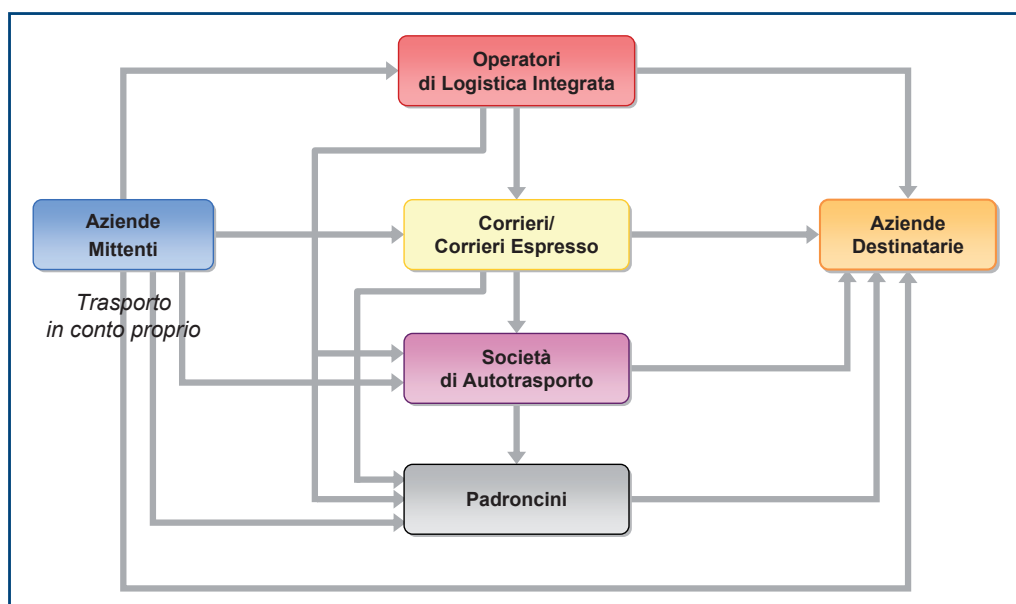 Operatori
di Logistica Integrata
Aziende
Mittenti
Corrieri/
Corrieri Espresso
Aziende
Destinatarie
Trasporto
in conto proprio
Società
di Autotrasporto
Padroncini